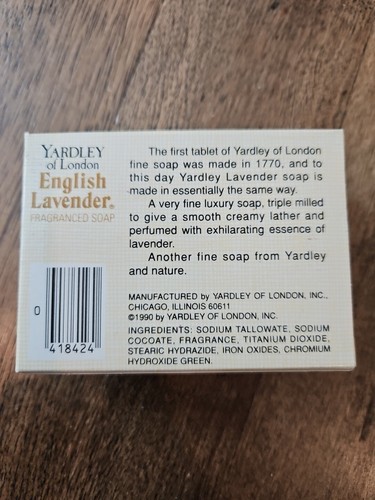 YARDLEY
of London
English
Lavender®
FRAGRANCED SOAP
The first tablet of Yardley of London
fine soap was made in 1770, and to
this day Yardley Lavender soap is
made in essentially the same way.
A very fine luxury soap, triple milled
to give a smooth creamy lather and
perfumed with exhilarating essence of
lavender.
Another fine soap from Yardley
and nature.
MANUFACTURED by YARDLEY OF LONDON, INC.,
CHICAGO, ILLINOIS 60611
©1990 by YARDLEY OF LONDON, INC.
INGREDIENTS: SODIUM TALLOWATE, SODIUM
COCOATE, FRAGRANCE, TITANIUM DIOXIDE,
STEARIC HYDRAZIDE, IRON OXIDES, CHROMIUM
HYDROXIDE GREEN.
0
418424